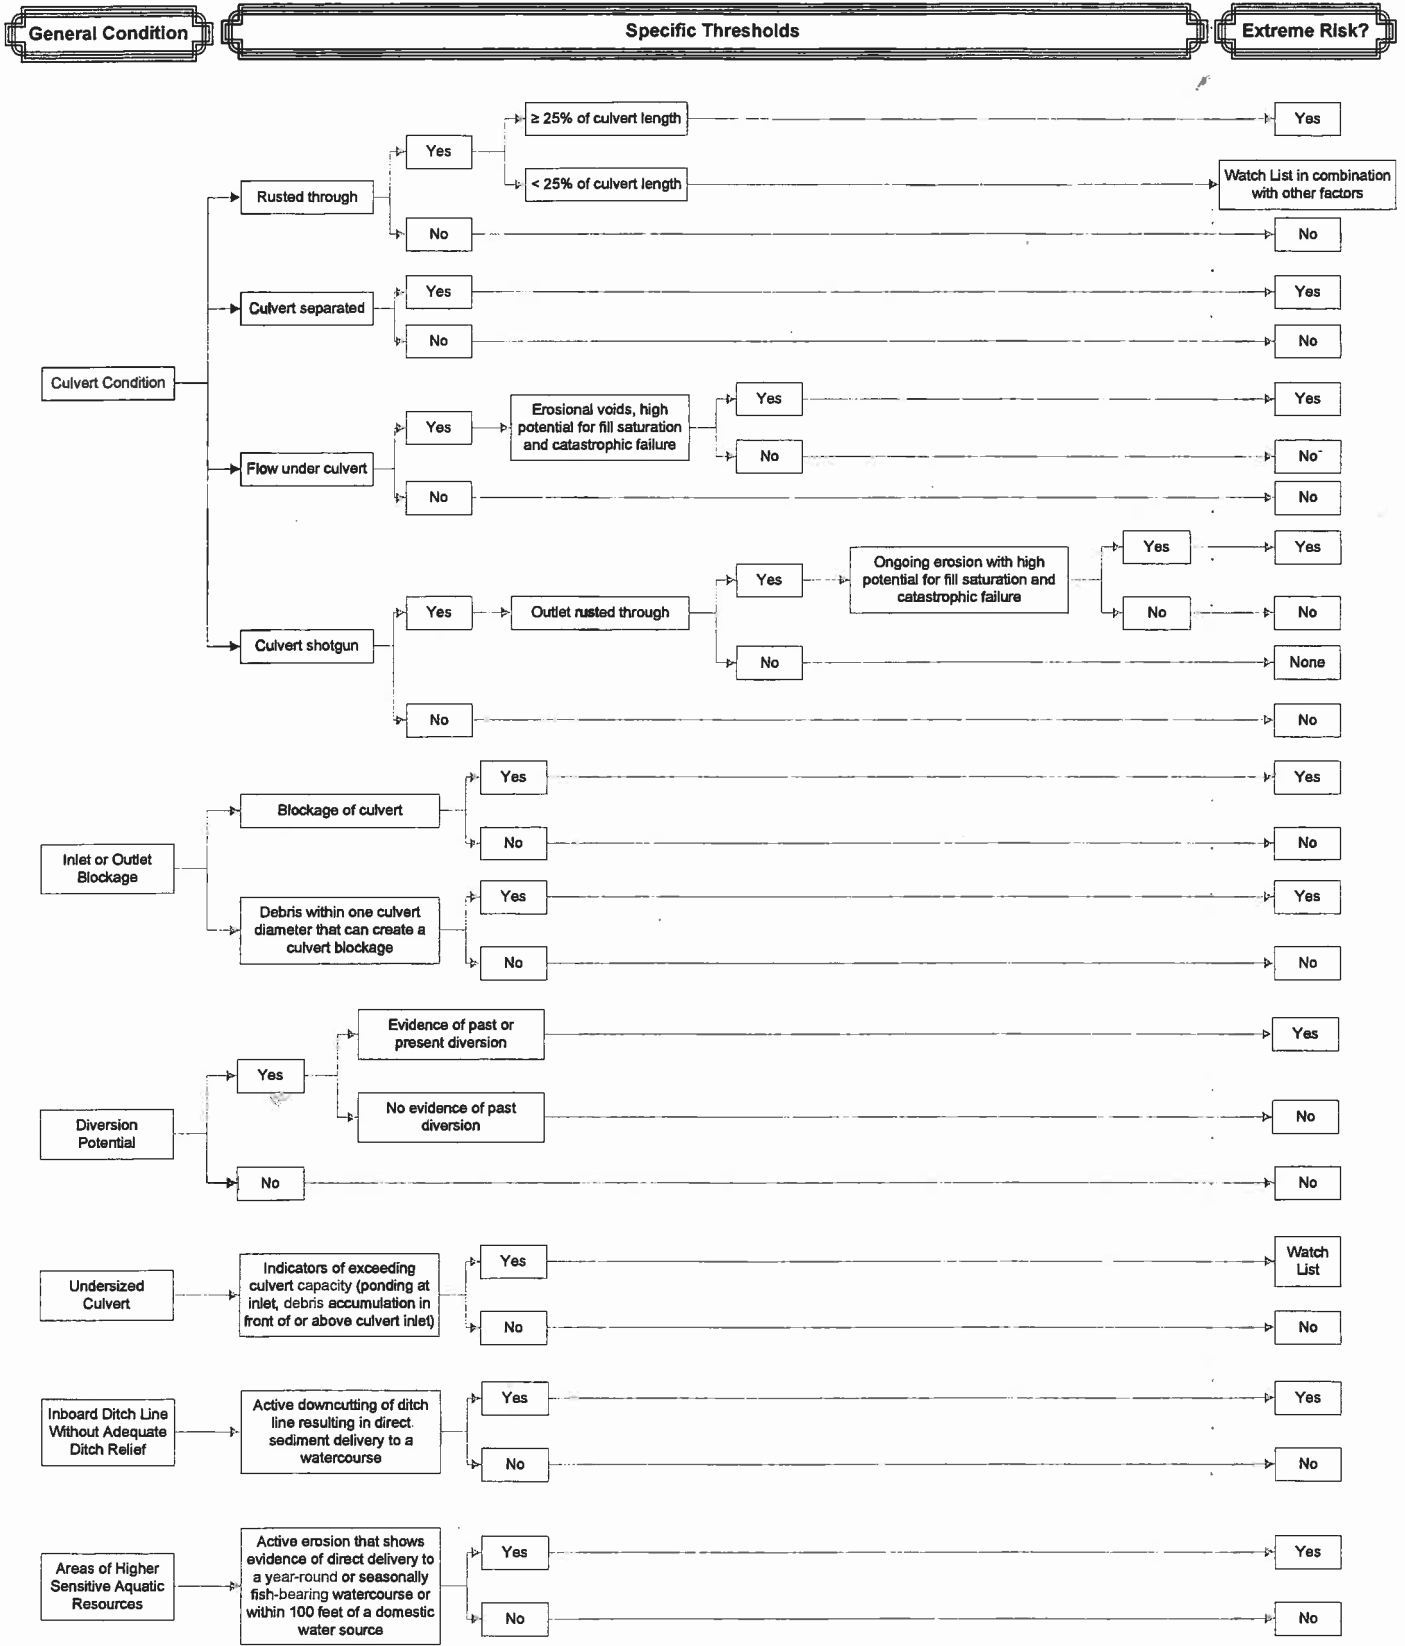 General Condition
Specific Thresholds
Extreme Risk?
Culvert Condition
Rusted through
Yes
≥ 25% of culvert length
Yes
< 25% of culvert length
Watch List in combination
with other factors
No
No
Culvert separated
Yes
Yes
No
No
Flow under culvert
Yes
Erosional voids, high
potential for fill saturation
and catastrophic failure
Yes
Yes
No
No
No
No
Culvert shotgun
Yes
Outlet rusted through
Yes
Ongoing erosion with high
potential for fill saturation and
catastrophic failure
Yes
Yes
No
No
No
None
No
No
Inlet or Outlet
Blockage
Blockage of culvert
Yes
Yes
No
No
Debris within one culvert
diameter that can create a
culvert blockage
Yes
Yes
No
No
Diversion
Potential
Yes
Evidence of past or
present diversion
Yes
No evidence of past
diversion
No
No
No
Undersized
Culvert
Indicators of exceeding
culvert capacity (ponding at
inlet, debris accumulation in
front of or above culvert inlet)
Yes
Watch
List
No
No
Inboard Ditch Line
Without Adequate
Ditch Relief
Active downcutting of ditch
line resulting in direct
sediment delivery to a
watercourse
Yes
Yes
No
No
Areas of Higher
Sensitive Aquatic
Resources
Active erosion that shows
evidence of direct delivery to
a year-round or seasonally
fish-bearing watercourse or
within 100 feet of a domestic
water source
Yes
Yes
No
No